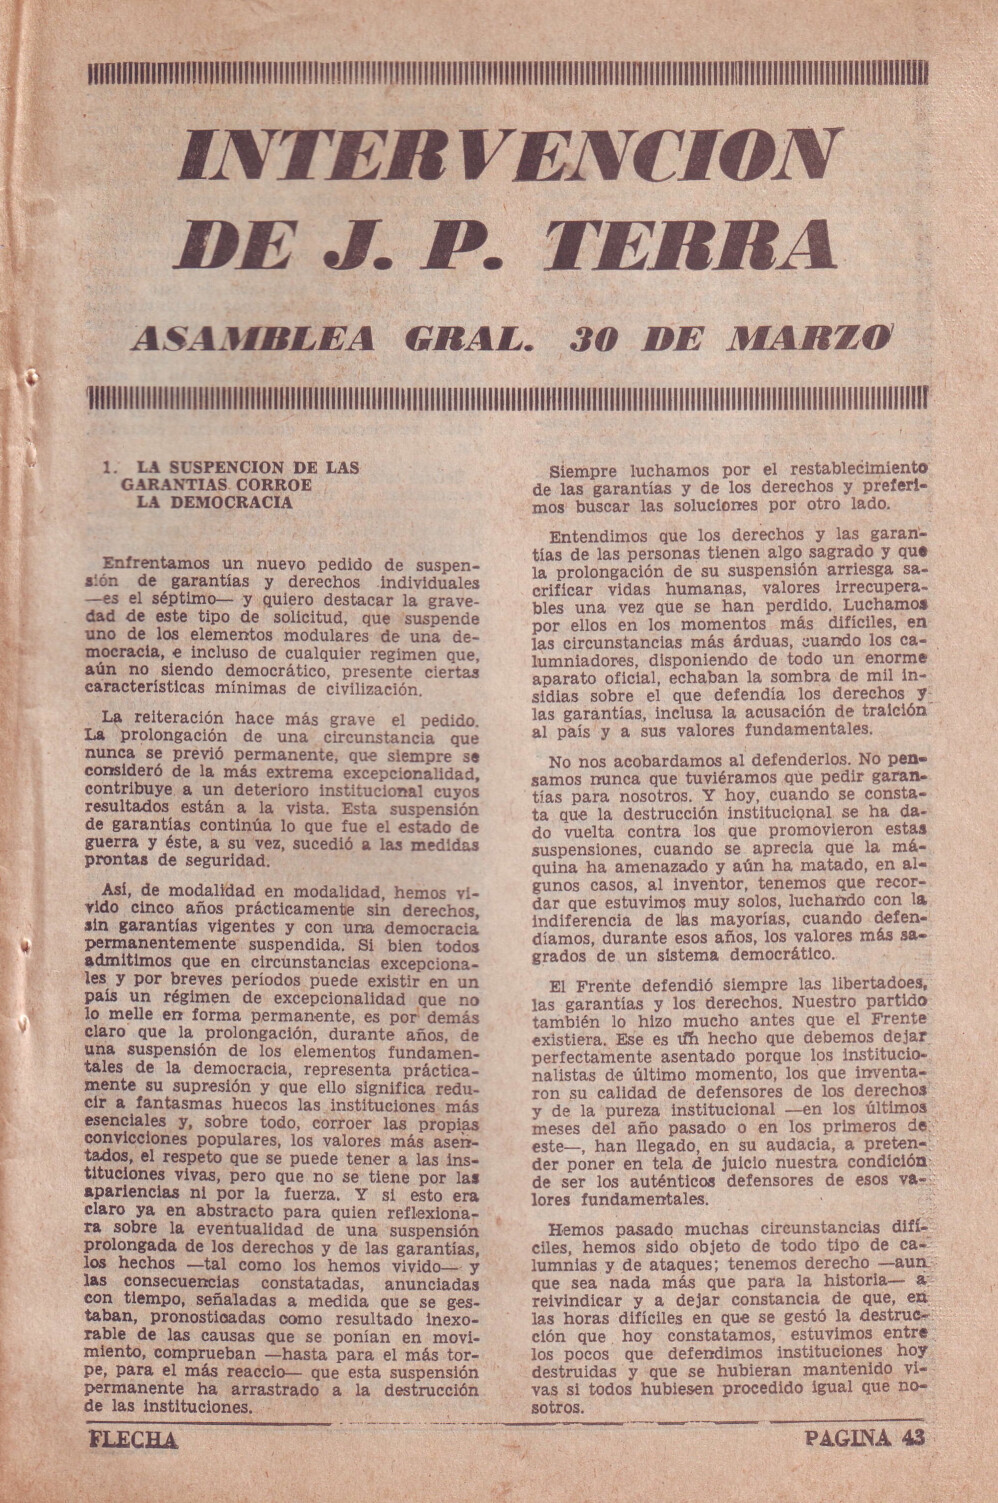 INTERVENCION
DE J. P. TERRA
ASAMBLEA GRAL. 30 DE MARZO
1. LA SUSPENCION DE LAS
GARANTIAS CORROE
LA DEMOCRACIA
Enfrentamos un nuevo pedido de suspen-
sión de garantías y derechos individuales
—es el séptimo— y quiero destacar la grave-
dad de este tipo de solicitud, que suspende
uno de los elementos modulares de una de-
mocracia, e incluso de cualquier regimen que,
aún no siendo democrático, presente ciertas
características mínimas de civilización.
La reiteración hace más grave el pedido.
La prolongación de una circunstancia que
nunca se previó permanente, que siempre se
consideró de la más extrema excepcionalidad,
contribuye a un deterioro institucional cuyos
resultados están a la vista. Esta suspensión
de garantías continúa lo que fue el estado de
guerra y éste, a su vez, sucedió a las medidas
prontas de seguridad.
Así, de modalidad en modalidad, hemos vi-
vido cinco años prácticamente sin derechos,
sin garantías vigentes y con una democracia
permanentemente suspendida. Si bien todos
admitimos que en circunstancias excepciona-
les y por breves períodos puede existir en un
país un régimen de excepcionalidad que no
lo melle en forma permanente, es por demás
claro que la prolongación, durante años, de
una suspensión de los elementos fundamen-
tales de la democracia, representa práctica-
mente su supresión y que ello significa redu-
cir a fantasmas huecos las instituciones más
esenciales y, sobre todo, corroer las propias
convicciones populares, los valores más asen-
tados, el respeto que se puede tener a las ins-
tituciones vivas, pero que no se tiene por las
apariencias ni por la fuerza. Y si esto era
claro ya en abstracto para quien reflexiona-
ra sobre la eventualidad de una suspensión
prolongada de los derechos y de las garantías,
los hechos —tal como los hemos vivido— y
las consecuencias constatadas, anunciadas
con tiempo, señaladas a medida que se ges-
taban, pronosticadas como resultado inexo-
rable de las causas que se ponían en movi-
miento, comprueban —hasta para el más tor-
pe, para el más reaccio— que esta suspensión
permanente ha arrastrado a la destrucción
de las instituciones.
Siempre luchamos por el restablecimiento
de las garantías y de los derechos y preferi-
mos buscar las soluciones por otro lado.
Entendimos que los derechos y las garan-
tías de las personas tienen algo sagrado y que
la prolongación de su suspensión arriesga sa-
crificar vidas humanas, valores irrecupera-
bles una vez que se han perdido. Luchamos
por ellos en los momentos más difíciles, en
las circunstancias más árduas, cuando los ca-
lumniadores, disponiendo de todo un enorme
aparato oficial, echaban la sombra de mil in-
sidias sobre el que defendía los derechos y
las garantías, inclusa la acusación de traición
al país y a sus valores fundamentales.
No nos acobardamos al defenderlos. No pen-
samos nunca que tuviéramos que pedir garan-
tías para nosotros. Y hoy, cuando se consta-
ta que la destrucción institucional se ha da-
do vuelta contra los que promovieron estas
suspensiones, cuando se aprecia que la má-
quina ha amenazado y aún ha matado, en al-
gunos casos, al inventor, tenemos que recor-
dar que estuvimos muy solos, luchando con la
indiferencia de las mayorías, cuando defen-
díamos, durante esos años, los valores más sa-
grados de un sistema democrático.
El Frente defendió siempre las libertadoes,
las garantías y los derechos. Nuestro partido
también lo hizo mucho antes que el Frente
existiera. Ese es un hecho que debemos dejar
perfectamente asentado porque los institucio-
nalistas de último momento, los que inventa-
ron su calidad de defensores de los derechos
y de la pureza institucional —en los últimos
meses del año pasado o en los primeros de
este—, han llegado, en su audacia, a preten-
der poner en tela de juicio nuestra condición
de ser los auténticos defensores de esos va-
lores fundamentales.
Hemos pasado muchas circunstancias difí-
ciles, hemos sido objeto de todo tipo de ca-
lumnias y de ataques; tenemos derecho —aun
que sea nada más que para la historia— a
reivindicar y a dejar constancia de que, en
las horas difíciles en que se gestó la destruc-
ción que hoy constatamos, estuvimos entre
los pocos que defendimos instituciones hoy
destruidas y que se hubieran mantenido vi-
vas si todos hubiesen procedido igual que no-
sotros.
FLECHA
PAGINA 43